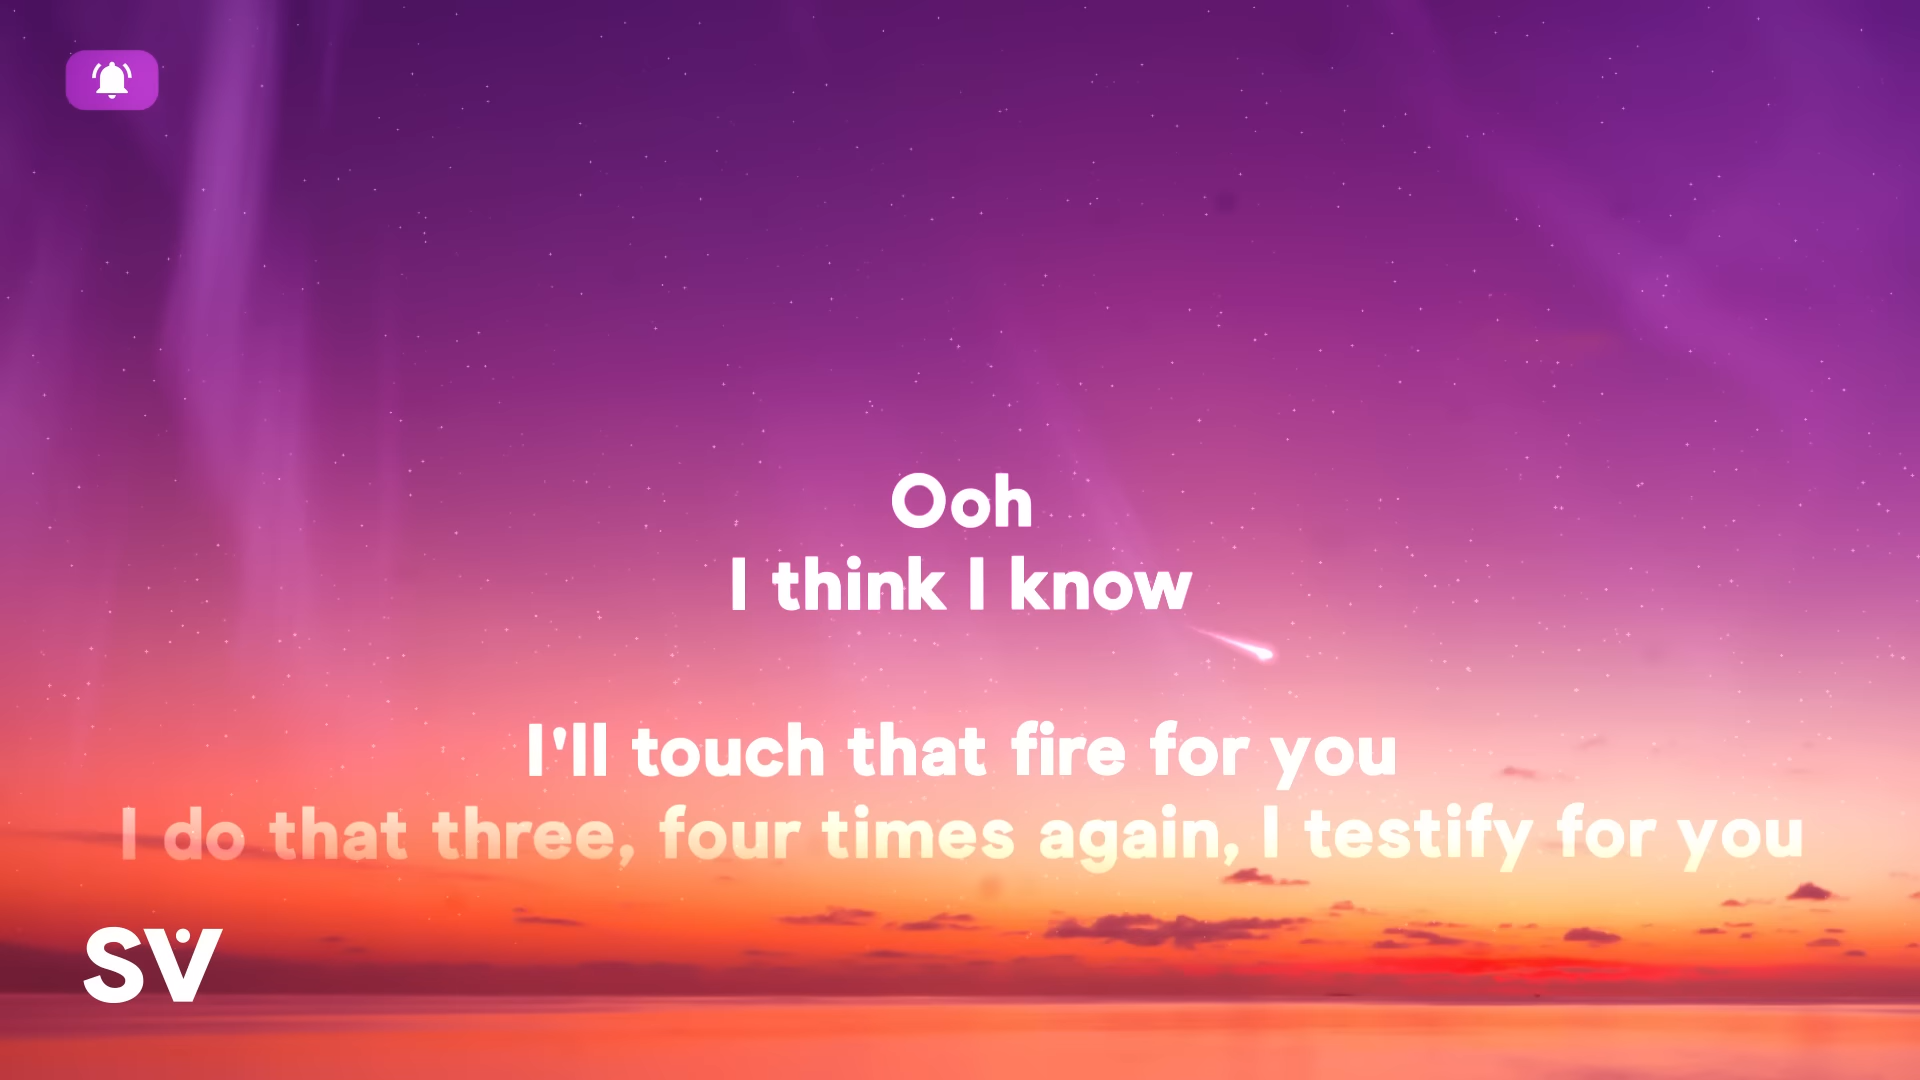 Ooh
I think I know
I'll touch that fire for you
I do that three, four times again, I testify for you
SV